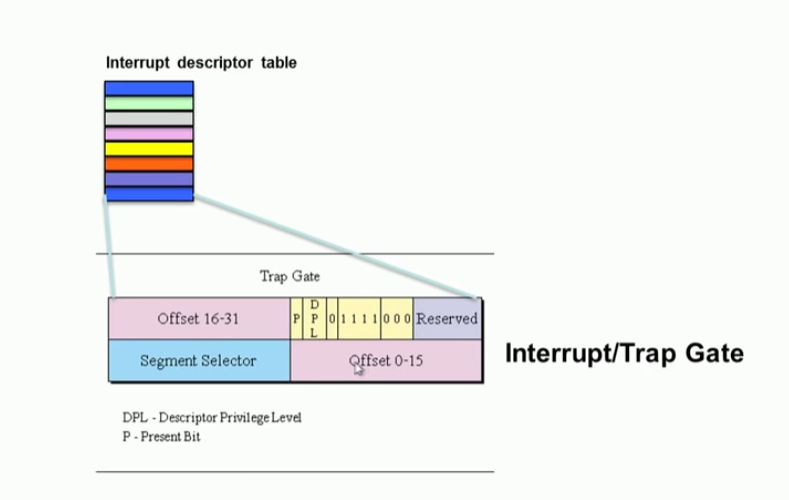 Interrupt descriptor table
Trap Gate
Offset 16-31 P DPL 0 1 1 1 1 0 0 0 Reserved
Segment Selector Offset 0-15
Interrupt/Trap Gate
DPL - Descriptor Privilege Level
P - Present Bit